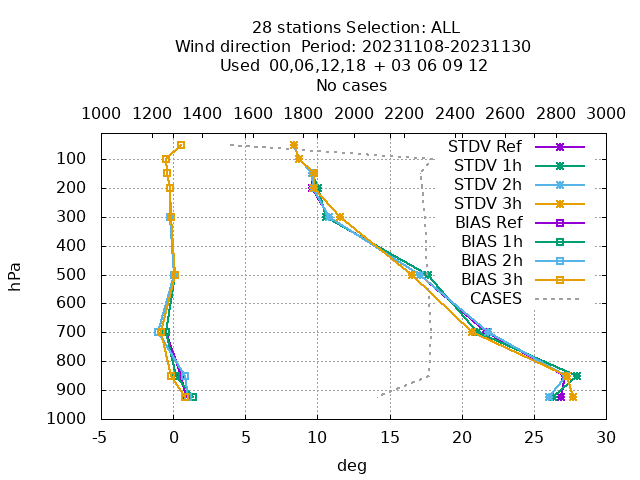 28 stations Selection: ALL
Wind direction  Period: 20231108-20231130
Used  00,06,12,18  + 03 06 09 12
No cases
1000 1200 1400 1600 1800 2000 2200 2400 2600 2800 3000
100
200
300
400
500
600
700
800
900
1000
hPa
STDV Ref
STDV 1h
STDV 2h
STDV 3h
BIAS Ref
BIAS 1h
BIAS 2h
BIAS 3h
CASES
-5 0 5 10 15 20 25 30
deg